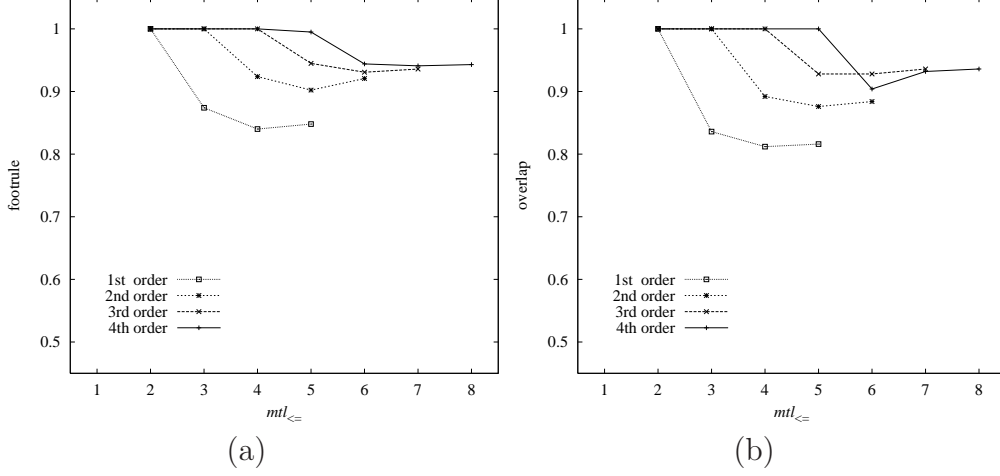 1
0.9
0.8
0.7
0.6
0.5
footrule
1st order
2nd order
3rd order
4th order
1 2 3 4 5 6 7 8
mtl<=
(a)
1
0.9
0.8
0.7
0.6
0.5
overlap
1st order
2nd order
3rd order
4th order
1 2 3 4 5 6 7 8
mtl<=
(b)